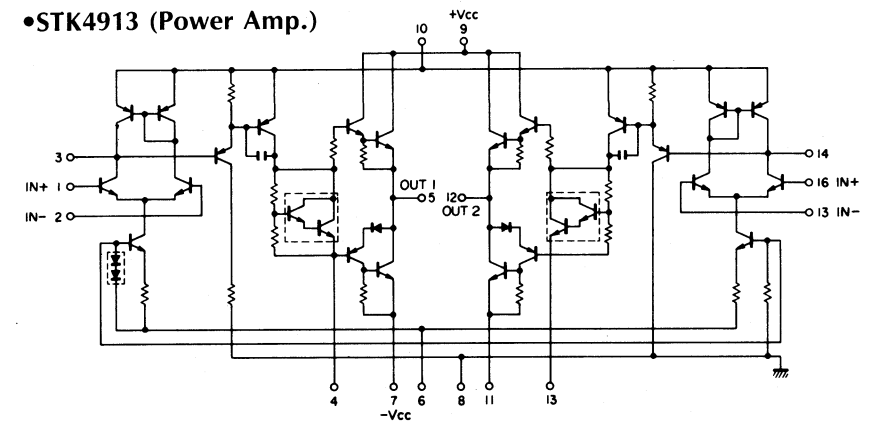 •STK4913 (Power Amp.)
+Vcc
10 9
3
14
IN+ 1
16 IN+
OUT 1
5
12
OUT 2
IN- 2
13 IN-
4 7 6 8 11 13
-Vcc